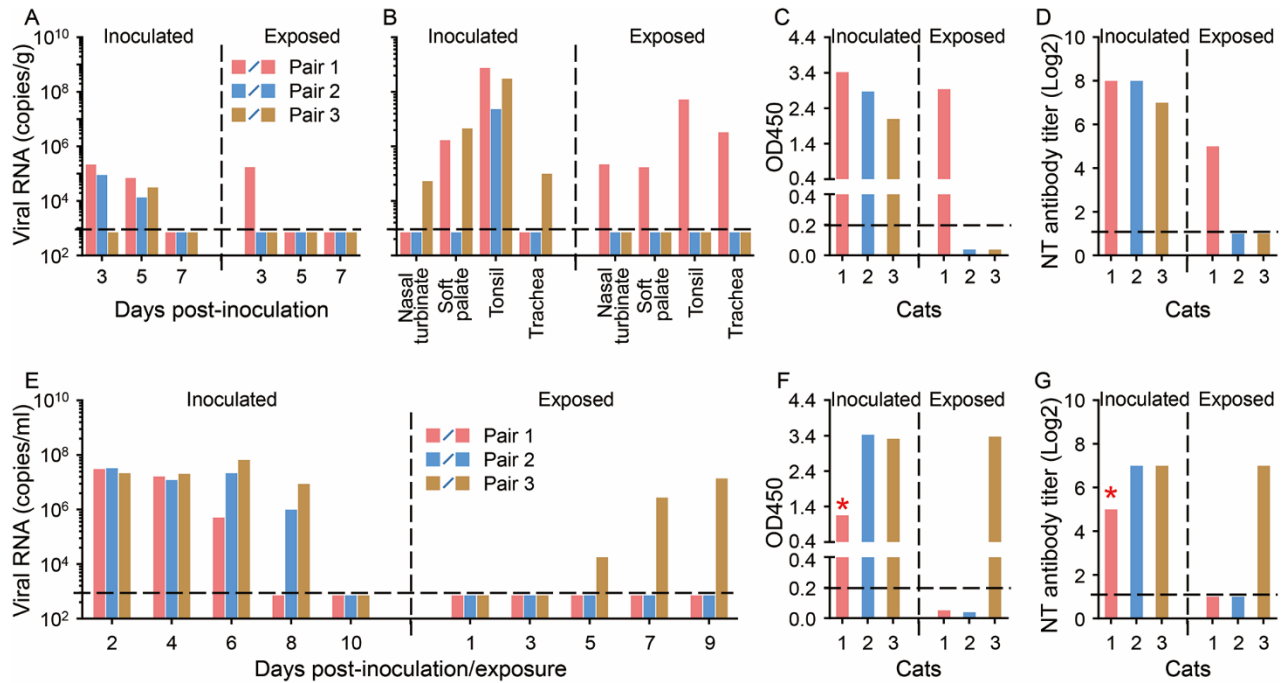 A
Inoculated Exposed
Viral RNA (copies/g)
10^10
10^8
10^6
10^4
10^2
Pair 1
Pair 2
Pair 3
3 5 7 3 5 7
Days post-inoculation
B
Inoculated Exposed
Nasal turbinate
Soft palate
Tonsil
Trachea
Nasal turbinate
Soft palate
Tonsil
Trachea
C
Inoculated Exposed
OD450
4.4
3.4
2.4
1.4
0.4
0.4
0.2
0.0
1 2 3 1 2 3
Cats
D
Inoculated Exposed
NT antibody titer (Log2)
10
8
6
4
2
0
1 2 3 1 2 3
Cats
E
Inoculated Exposed
Viral RNA (copies/ml)
10^10
10^8
10^6
10^4
10^2
Pair 1
Pair 2
Pair 3
2 4 6 8 10 1 3 5 7 9
Days post-inoculation/exposure
F
Inoculated Exposed
OD450
4.4
3.4
2.4
1.4
0.4
0.4
0.2
0.0
*
1 2 3 1 2 3
Cats
G
Inoculated Exposed
NT antibody titer (Log2)
10
8
6
4
2
0
*
1 2 3 1 2 3
Cats